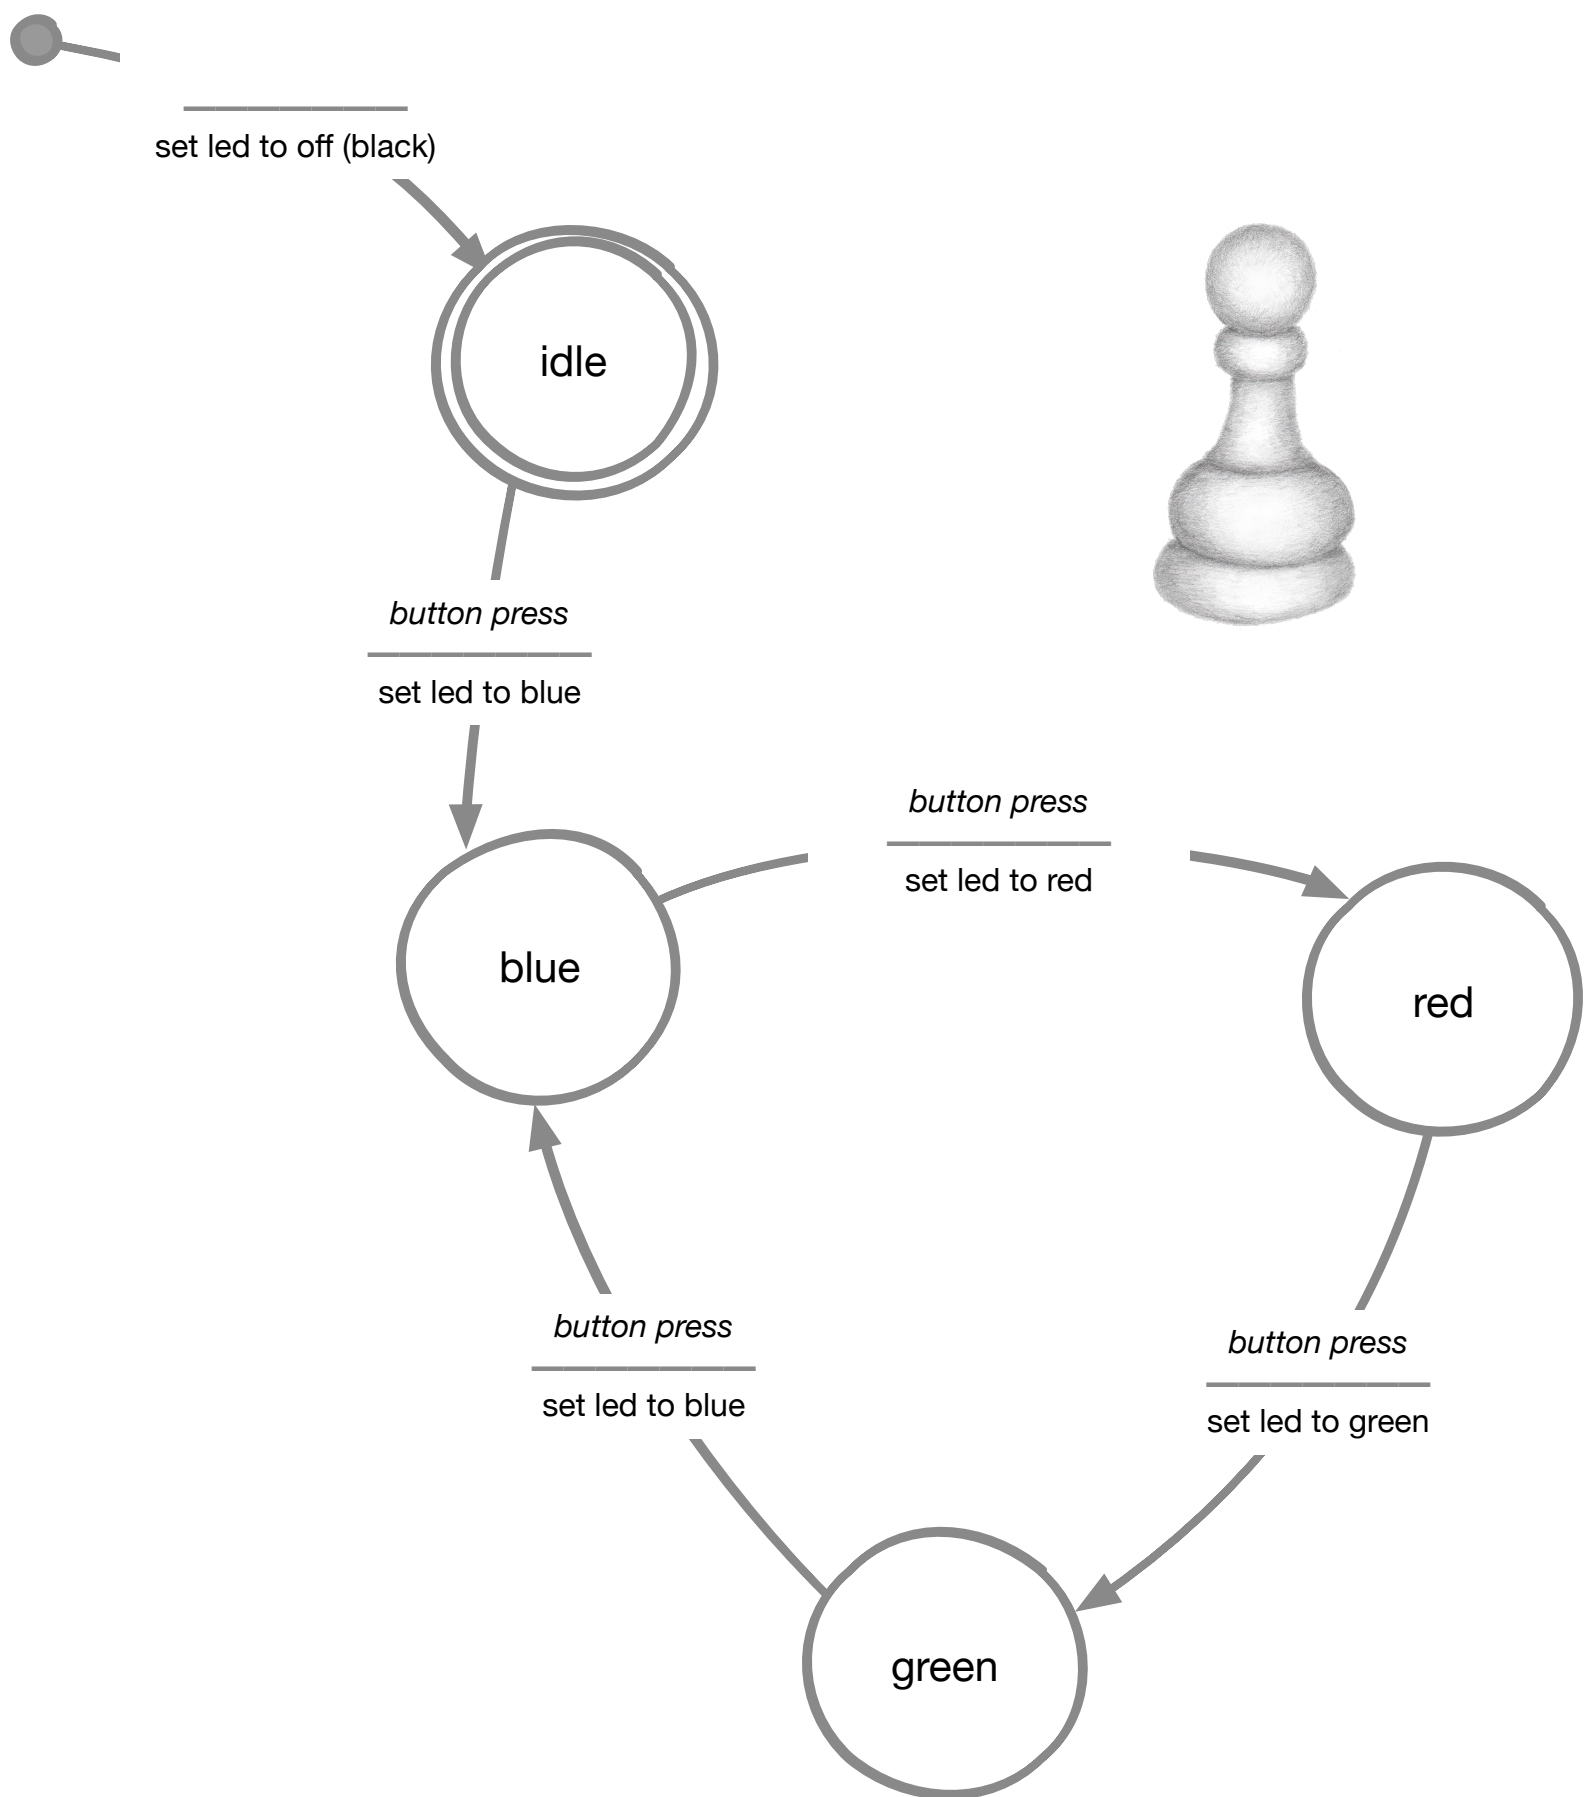 set led to off (black)
idle
button press
set led to blue
button press
set led to red
blue
red
button press
set led to blue
button press
set led to green
green